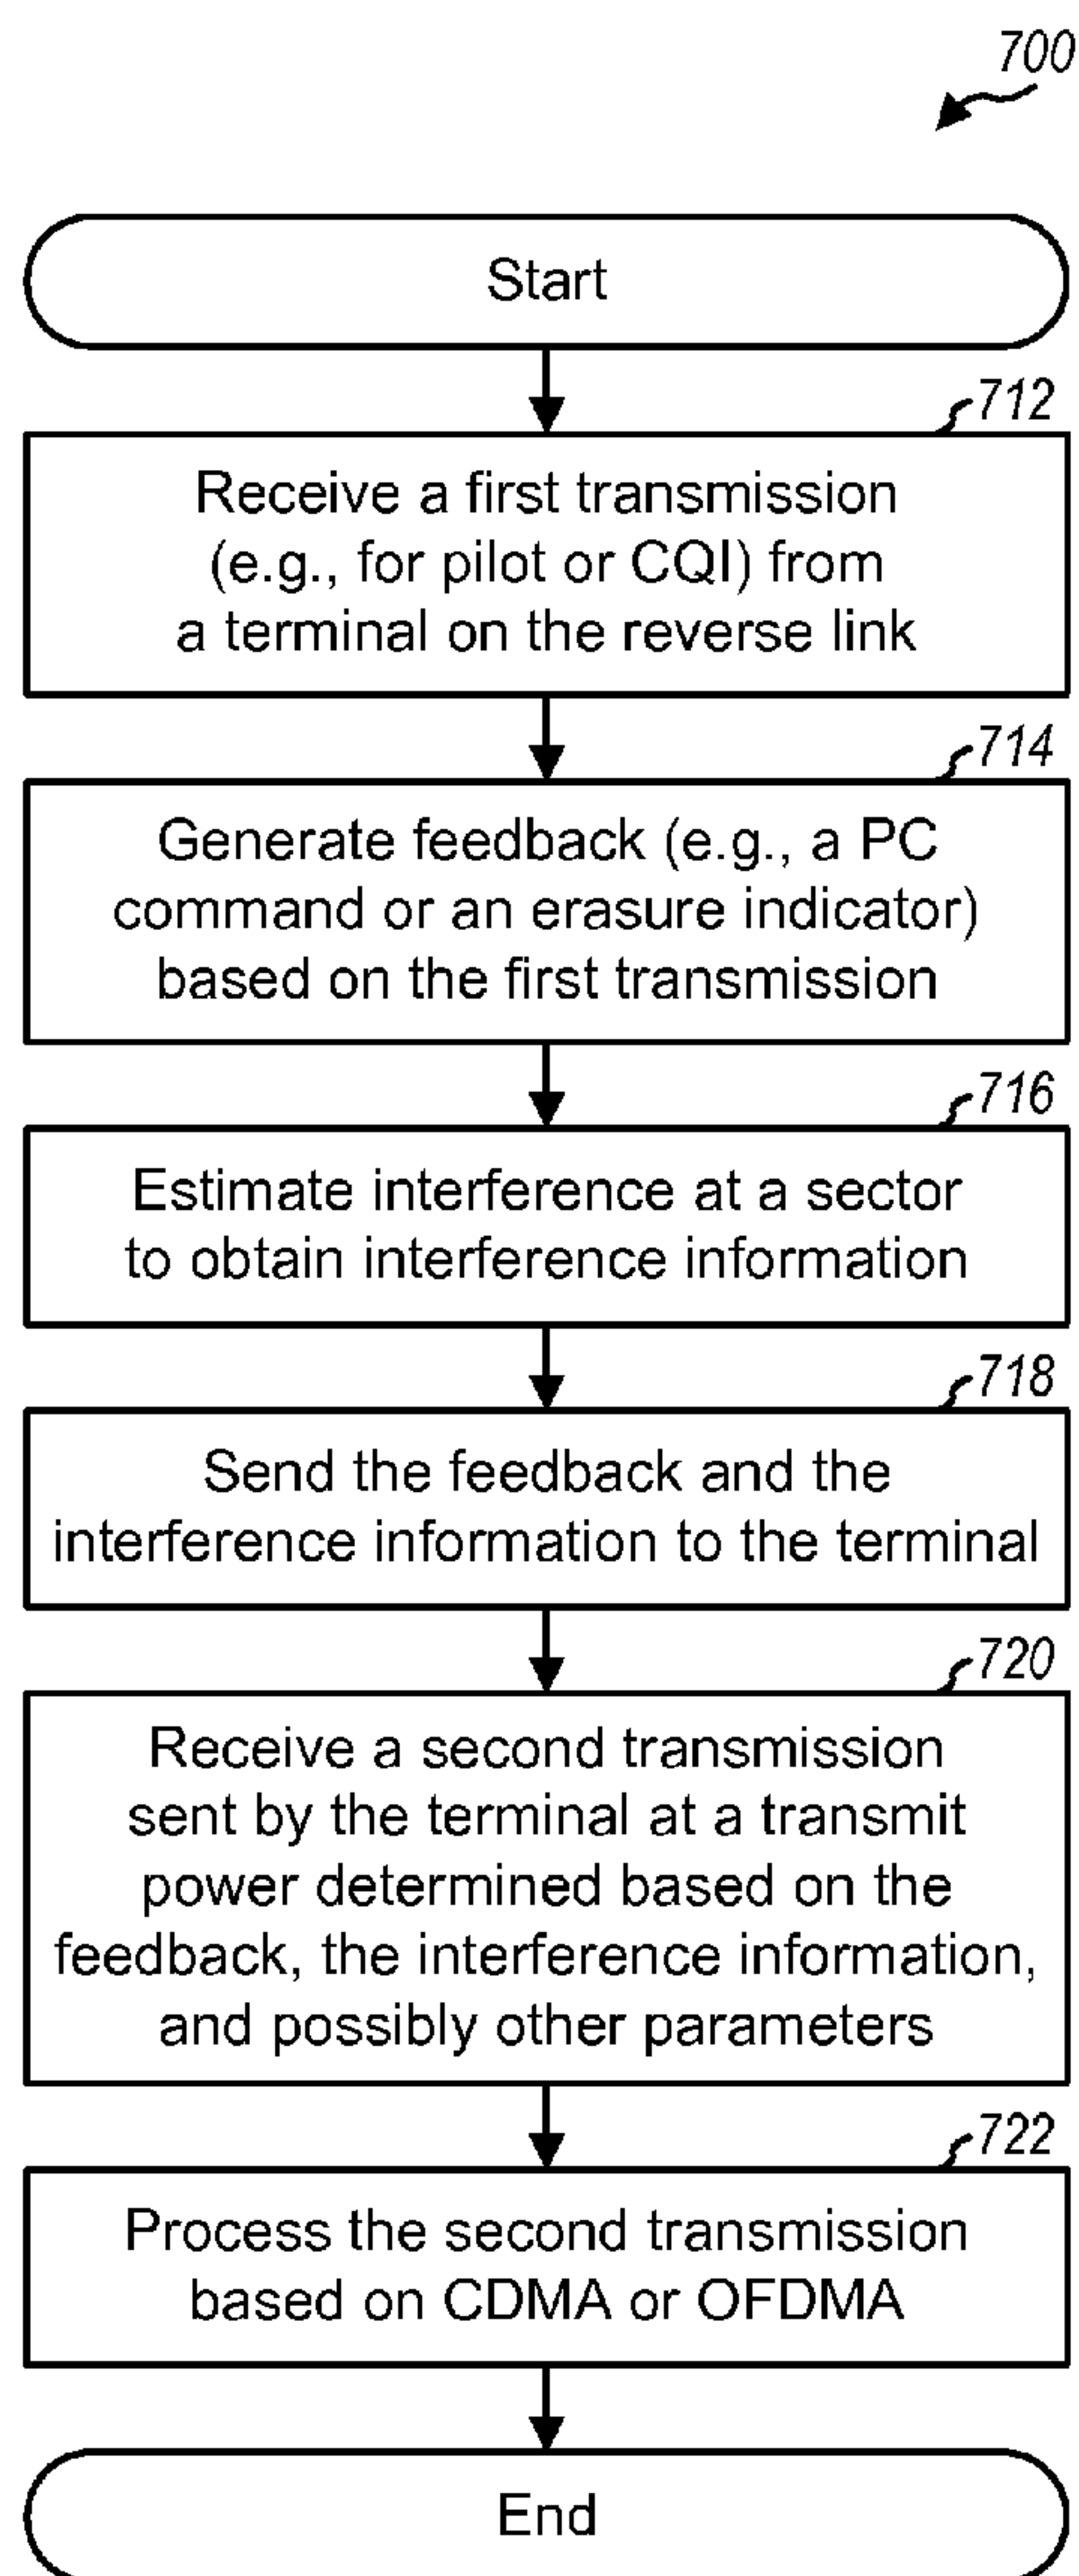 700
Start
712
Receive a first transmission
(e.g., for pilot or CQI) from
a terminal on the reverse link
714
Generate feedback (e.g., a PC
command or an erasure indicator)
based on the first transmission
716
Estimate interference at a sector
to obtain interference information
718
Send the feedback and the
interference information to the terminal
720
Receive a second transmission
sent by the terminal at a transmit
power determined based on the
feedback, the interference information,
and possibly other parameters
722
Process the second transmission
based on CDMA or OFDMA
End